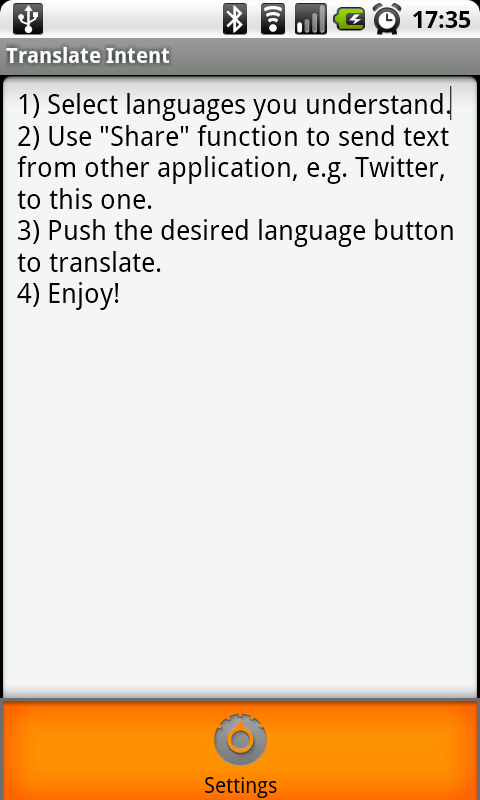 17:35
Translate Intent
1) Select languages you understand.
2) Use "Share" function to send text
from other application, e.g. Twitter,
to this one.
3) Push the desired language button
to translate.
4) Enjoy!
Settings